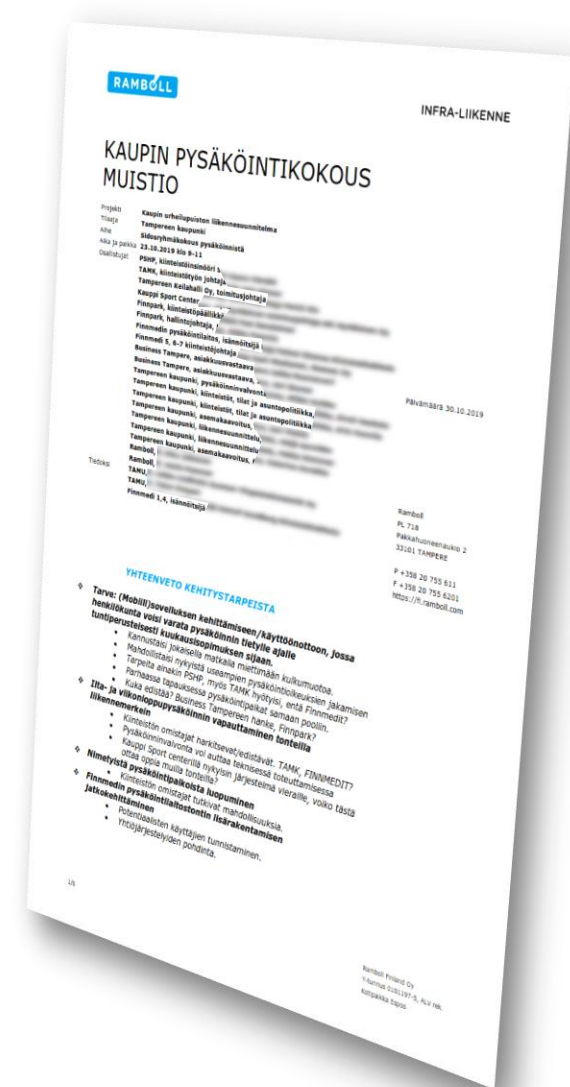 RAMBOLL
INFRA-LIIKENNE
KAUPIN PYSÄKÖINTIKOKOUS
MUISTIO
Projekti Kaupin urheilupuiston liikennesuunnitelma
Tilaaja Tampereen kaupunki
Aihe Sidosryhmäkokous pysäköinnistä
Aika ja paikka 23.10.2019 klo 9-11
Osallistujat PSHP, kiinteistöinsinööri
TAMK, kiinteistötyön johtaja
Tampereen Keilahalli Oy, toimitusjohtaja
Kauppi Sport Center,
Finnpark, kiinteistöpäällikkö
Finnpark, hallintojohtaja,
Finnmedin pysäköintilaitos, isännöitsijä
Finnmedi 5, 6-7 kiinteistöjohtaja
Business Tampere, asiakkuusvastaava
Business Tampere, asiakkuusvastaava,
Tampereen kaupunki, pysäköinninvalvonta
Tampereen kaupunki, kiinteistöt, tilat ja asuntopolitiikka,
Tampereen kaupunki, kiinteistöt, tilat ja asuntopolitiikka
Tampereen kaupunki, asemakaavoitus,
Tampereen kaupunki, liikennesuunnittelu,
Tampereen kaupunki, liikennesuunnittelu
Tampereen kaupunki, asemakaavoitus,
Ramboll,
Ramboll,
Tiedoksi TAMU,
TAMU,
Finnmedi 1,4, isännöitsijä
Päivämäärä 30.10.2019
Ramboll
PL 718
Pakkahuoneenaukio 2
33101 TAMPERE
P +358 20 755 611
F +358 20 755 6201
https://fi.ramboll.com
YHTEENVETO KEHITYSTARPEISTA
❖ Tarve: (Mobiili)sovelluksen kehittämiseen/käyttöönottoon, jossa
henkilökunta voisi varata pysäköinnin tietylle ajalle
tuntiperusteisesti kuukausisopimuksen sijaan.
• Kannustaisi jokaisella matkalla miettimään kulkumuotoa.
• Mahdollistaisi nykyistä useampien pysäköintioikeuksien jakamisen
• Tarpeita ainakin PSHP, myös TAMK hyötyisi, entä Finnmedit?
• Parhaassa tapauksessa pysäköintipaikat samaan pooliin.
• Kuka edistää? Business Tampereen hanke, Finnpark?
❖ Ilta- ja viikonloppupysäköinnin vapauttaminen tonteilla
liikennemerkein
• Kiinteistön omistajat harkitsevat/edistävät. TAMK, FINNMEDIT?
• Pysäköinninvalvonta voi auttaa teknisessä toteuttamisessa
• Kauppi Sport centerillä nykyisin järjestelmä vieraille, voiko tästä
ottaa oppia muilla tonteilla?
❖ Nimetyistä pysäköintipaikoista luopuminen
• Kiinteistön omistajat tutkivat mahdollisuuksia.
❖ Finnmedin pysäköintilaitostontin lisärakentamisen
jatkokehittäminen
• Potentiaalisten käyttäjien tunnistaminen.
• Yhtiöjärjestelyiden pohdinta.
Ramboll Finland Oy
Y-tunnus 0101197-5, ALV rek.
Kotipaikka Espoo